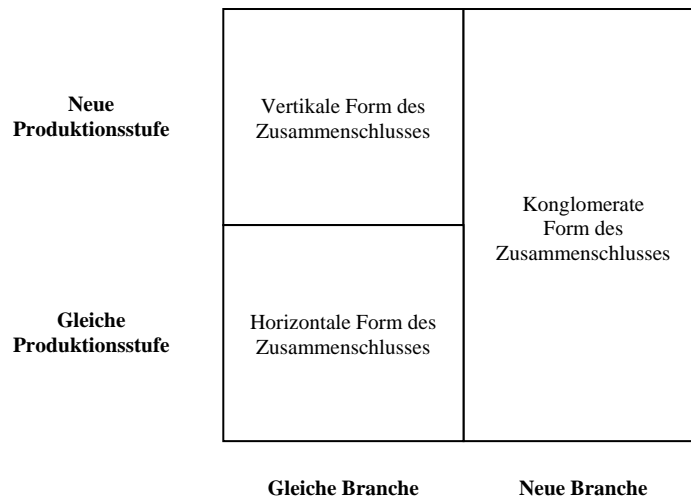 Neue
Produktionsstufe
Vertikale Form des
Zusammenschlusses
Konglomerate
Form des
Zusammenschlusses
Gleiche
Produktionsstufe
Horizontale Form des
Zusammenschlusses
Gleiche Branche
Neue Branche